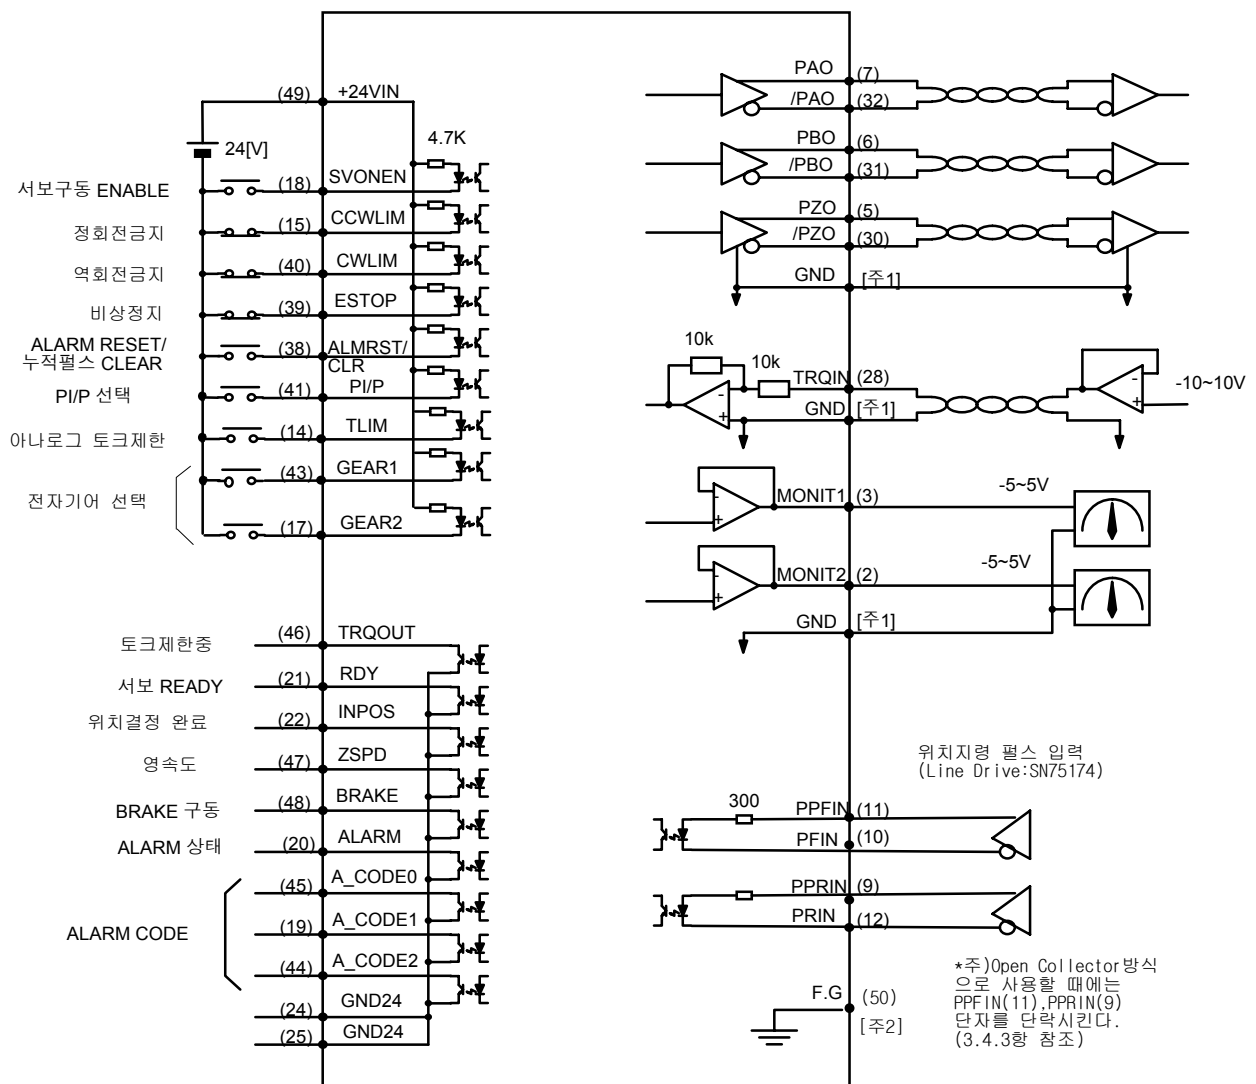 (49)
+24VIN
24[V]
4.7K
서보구동 ENABLE
(18)
SVONEN
정회전금지
(15)
CCWLIM
역회전금지
(40)
CWLIM
비상정지
(39)
ESTOP
ALARM RESET/
누적펄스 CLEAR
(38)
ALMRST/
CLR
PI/P 선택
(41)
PI/P
아나로그 토크제한
(14)
TLIM
전자기어 선택
(43)
GEAR1
(17)
GEAR2
토크제한중
(46)
TRQOUT
서보 READY
(21)
RDY
위치결정 완료
(22)
INPOS
영속도
(47)
ZSPD
BRAKE 구동
(48)
BRAKE
ALARM 상태
(20)
ALARM
ALARM CODE
(45)
A_CODE0
(19)
A_CODE1
(44)
A_CODE2
(24)
GND24
(25)
GND24
PAO
(7)
/PAO
(32)
PBO
(6)
/PBO
(31)
PZO
(5)
/PZO
(30)
GND
[주1]
10k
10k
TRQIN
(28)
GND
[주1]
-
+
-
+
-10~10V
-
+
MONIT1
(3)
-5~5V
-
+
MONIT2
(2)
-5~5V
GND
[주1]
위치지령 펄스 입력
(Line Drive:SN75174)
300
PPFIN
(11)
PFIN
(10)
PPRIN
(9)
PRIN
(12)
F.G
(50)
[주2]
*주)Open Collector방식
으로 사용할 때에는
PPFIN(11),PPRIN(9)
단자를 단락시킨다.
(3.4.3항 참조)